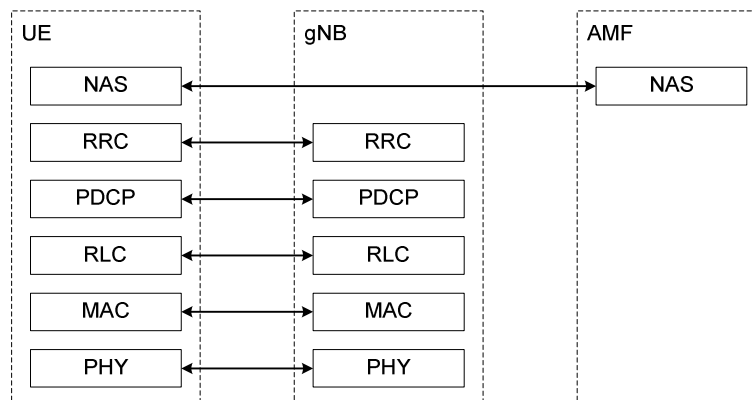 UE
gNB
AMF
NAS
NAS
RRC
RRC
PDCP
PDCP
RLC
RLC
MAC
MAC
PHY
PHY